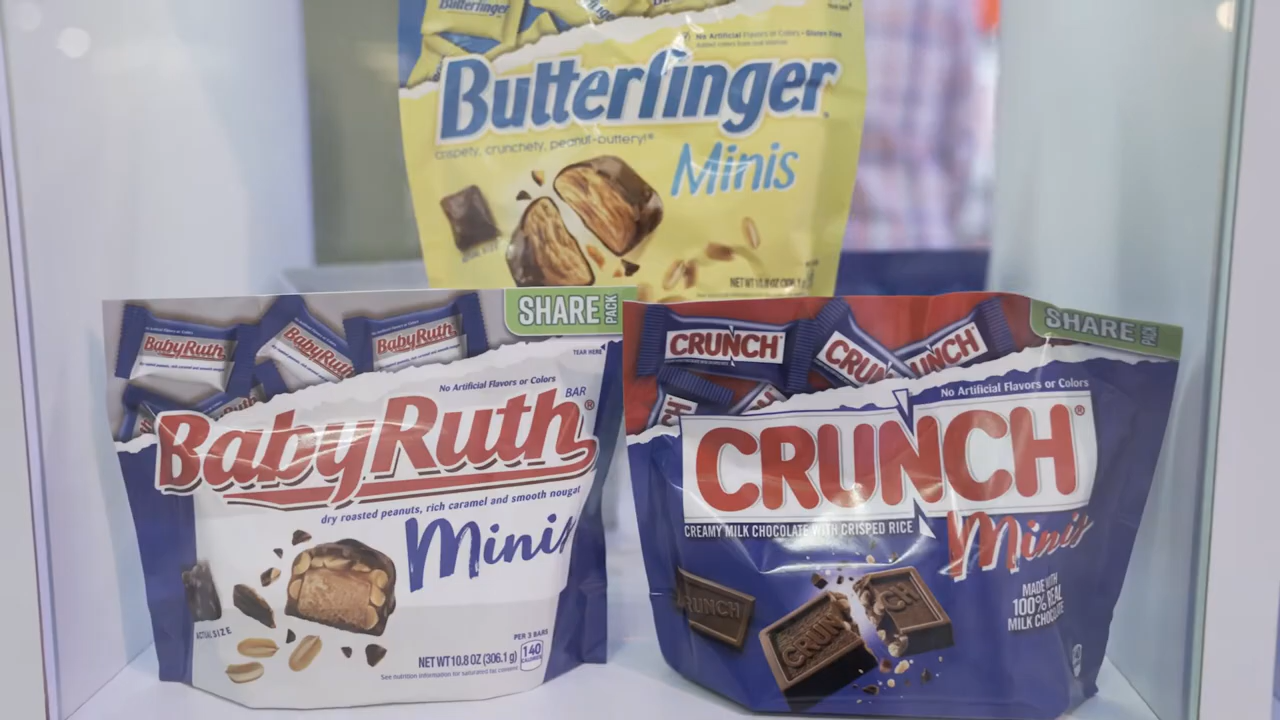 Butterfinger
No Artificial Flavors or Colors • Gluten Free
Butterfinger
crispety, crunchety, peanut-buttery!
Minis
SHARE PACK
TEAR HERE
BabyRuth
BabyRuth
BabyRuth
No Artificial Flavors or Colors
BAR
BabyRuth®
dry roasted peanuts, rich caramel and smooth nougat
Minis
ACTUAL SIZE
PER 3 BARS
140
CALORIES
NET WT 10.8 OZ (306.1 g)
See nutrition information for saturated fat content
SHARE PACK
CRUNCH
CRUNCH
CRUNCH
No Artificial Flavors or Colors
CRUNCH®
CREAMY MILK CHOCOLATE WITH CRISPED RICE
Minis
MADE WITH
100% REAL
MILK CHOCOLATE
CRUNCH
CRUN
CR